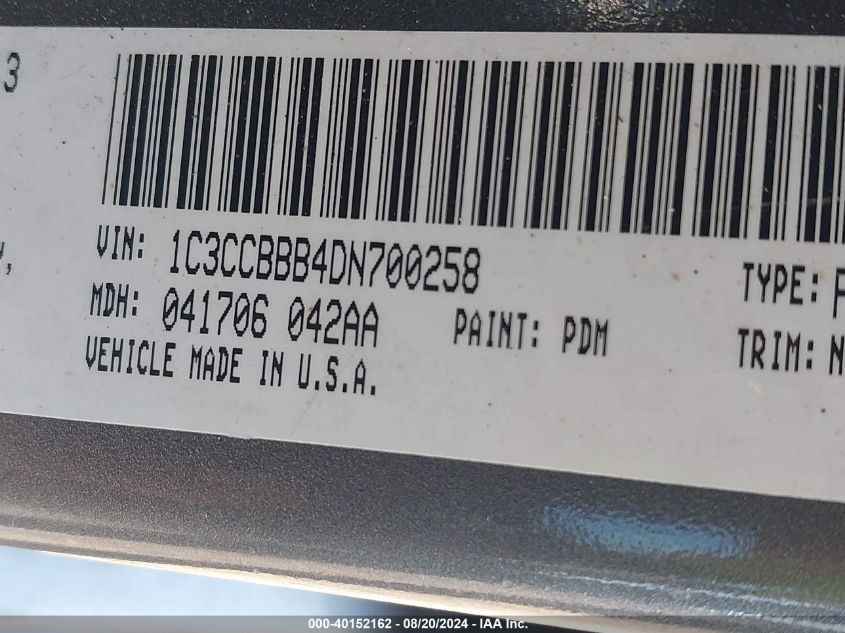 3
VIN: 1C3CCBBB4DN700258
TYPE:
MDH: 041706 042AA
PAINT: PDM
TRIM: N
VEHICLE MADE IN U.S.A.
000-40152162 - 08/20/2024 - IAA Inc.